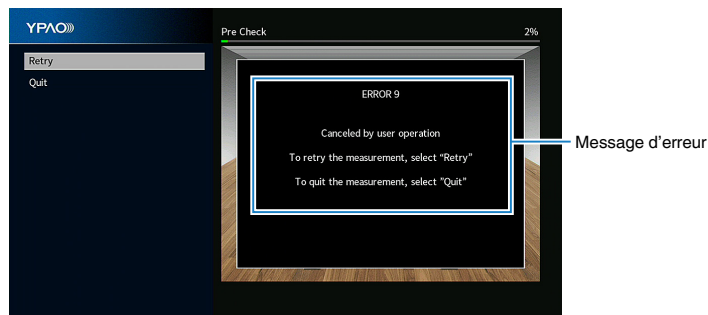 YPAO
Pre Check 2%
Retry
Quit
ERROR 9
Canceled by user operation
To retry the measurement, select “Retry”
To quit the measurement, select ”Quit”
Message d’erreur